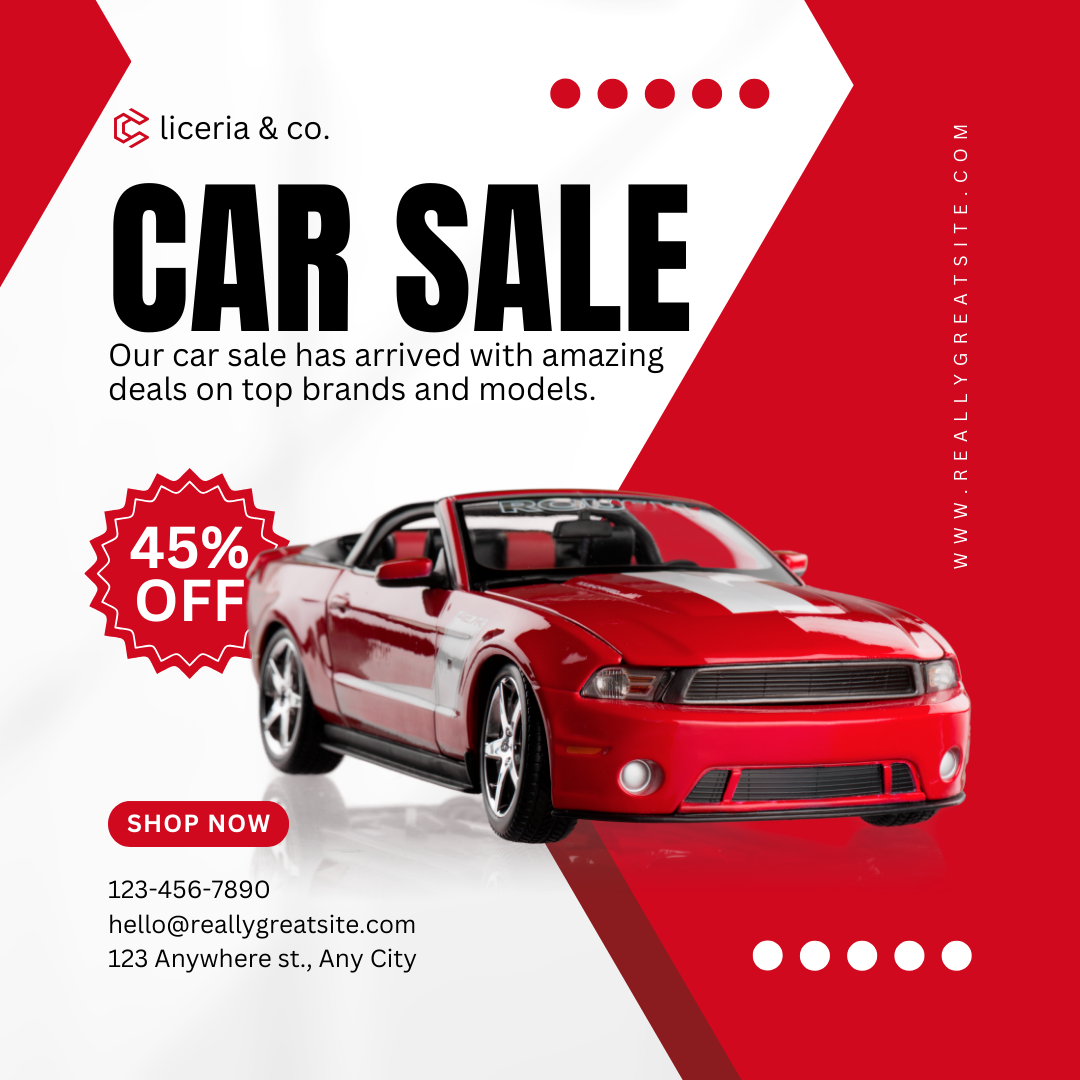 liceria & co.
CAR SALE
Our car sale has arrived with amazing
deals on top brands and models.
WWW.REALLYGREATSITE.COM
45%
OFF
SHOP NOW
123-456-7890
hello@reallygreatsite.com
123 Anywhere st., Any City